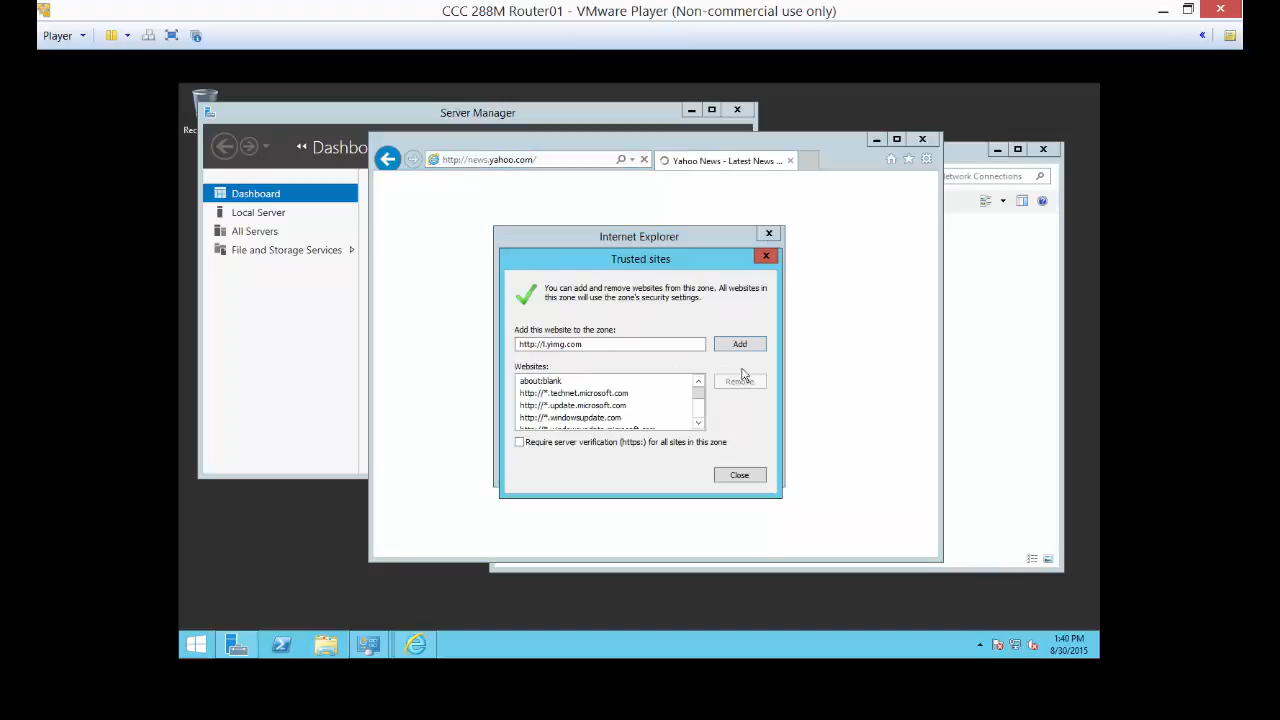 CCC 288M Router01 - VMware Player (Non-commercial use only)
Player
Server Manager
Dashbo
Dashboard
Local Server
All Servers
File and Storage Services
http://news.yahoo.com/
Yahoo News - Latest News ...
etwork Connections
Internet Explorer
Trusted sites
You can add and remove websites from this zone. All websites in
this zone will use the zone's security settings.
Add this website to the zone:
http://l.yimg.com
Add
Websites:
about:blank
http://*.technet.microsoft.com
http://*.update.microsoft.com
http://*.windowsupdate.com
Remove
Require server verification (https:) for all sites in this zone
Close
1:40 PM
8/30/2015